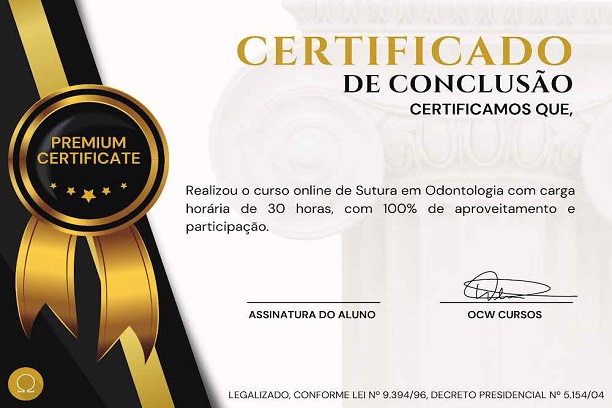 CERTIFICADO
DE CONCLUSÃO
CERTIFICAMOS QUE,
PREMIUM
CERTIFICATE
Realizou o curso online de Sutura em Odontologia com carga
horária de 30 horas, com 100% de aproveitamento e
participação.
ASSINATURA DO ALUNO
OCW CURSOS
Ω
LEGALIZADO, CONFORME LEI Nº 9.394/96, DECRETO PRESIDENCIAL Nº 5.154/04